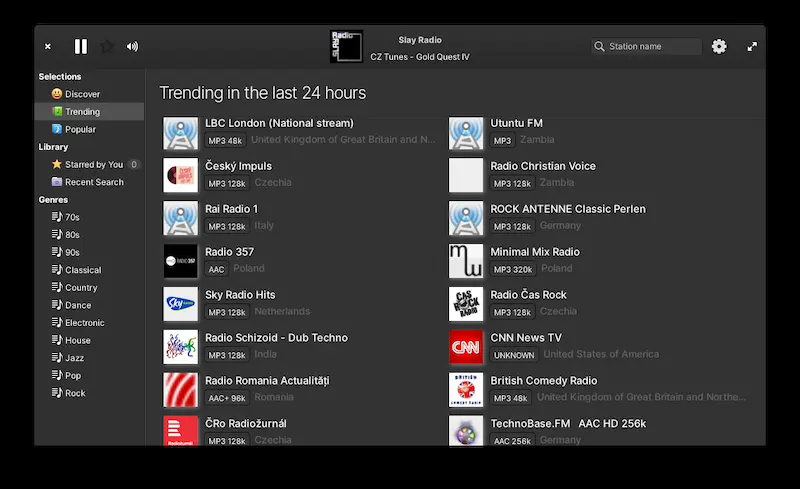 Slay Radio
CZ Tunes - Gold Quest IV
Station name
Selections
Discover
Trending
Popular
Library
Starred by You 0
Recent Search
Genres
70s
80s
90s
Classical
Country
Dance
Electronic
House
Jazz
Pop
Rock
Trending in the last 24 hours
LBC London (National stream)
MP3 48k United Kingdom of Great Britain and N...
Utuntu FM
MP3 Zambia
Český Impuls
MP3 128k Czechia
Radio Christian Voice
MP3 128k Zambia
Rai Radio 1
MP3 128k Italy
ROCK ANTENNE Classic Perlen
MP3 128k Germany
Radio 357
AAC Poland
Minimal Mix Radio
MP3 320k Poland
Sky Radio Hits
MP3 128k Netherlands
Radio Čas Rock
MP3 128k Czechia
Radio Schizoid - Dub Techno
MP3 128k India
CNN News TV
UNKNOWN United States of America
Radio Romania Actualități
AAC+ 96k Romania
British Comedy Radio
MP3 48k United Kingdom of Great Britain and Northe...
ČRo Radiožurnál
MP3 128k Czechia
TechnoBase.FM AAC HD 256k
AAC 256k Germany